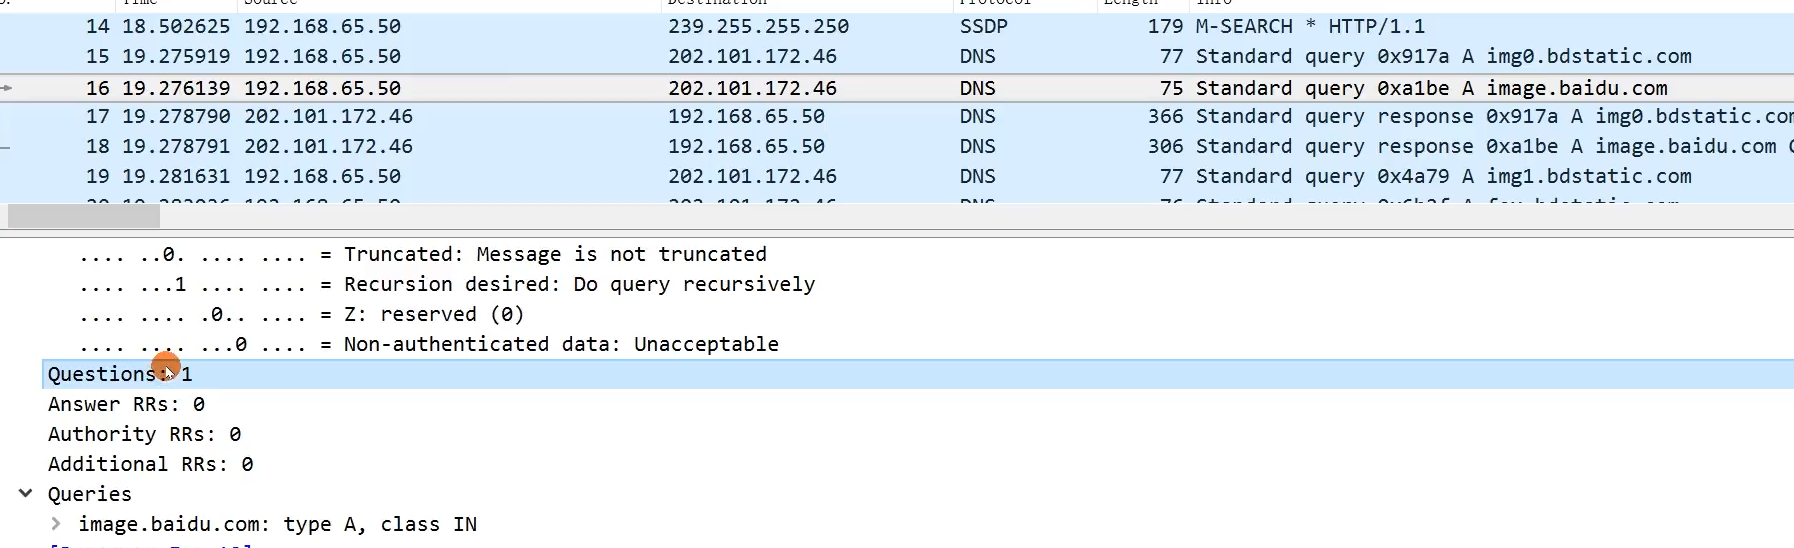 Time Source Destination Protocol Length Info
14 18.502625 192.168.65.50 239.255.255.250 SSDP 179 M-SEARCH * HTTP/1.1
15 19.275919 192.168.65.50 202.101.172.46 DNS 77 Standard query 0x917a A img0.bdstatic.com
16 19.276139 192.168.65.50 202.101.172.46 DNS 75 Standard query 0xa1be A image.baidu.com
17 19.278790 202.101.172.46 192.168.65.50 DNS 366 Standard query response 0x917a A img0.bdstatic.com
18 19.278791 202.101.172.46 192.168.65.50 DNS 306 Standard query response 0xa1be A image.baidu.com C
19 19.281631 192.168.65.50 202.101.172.46 DNS 77 Standard query 0x4a79 A img1.bdstatic.com
.... ..0. .... .... = Truncated: Message is not truncated
.... ...1 .... .... = Recursion desired: Do query recursively
.... .... .0.. .... = Z: reserved (0)
.... .... ...0 .... = Non-authenticated data: Unacceptable
Questions: 1
Answer RRs: 0
Authority RRs: 0
Additional RRs: 0
Queries
image.baidu.com: type A, class IN